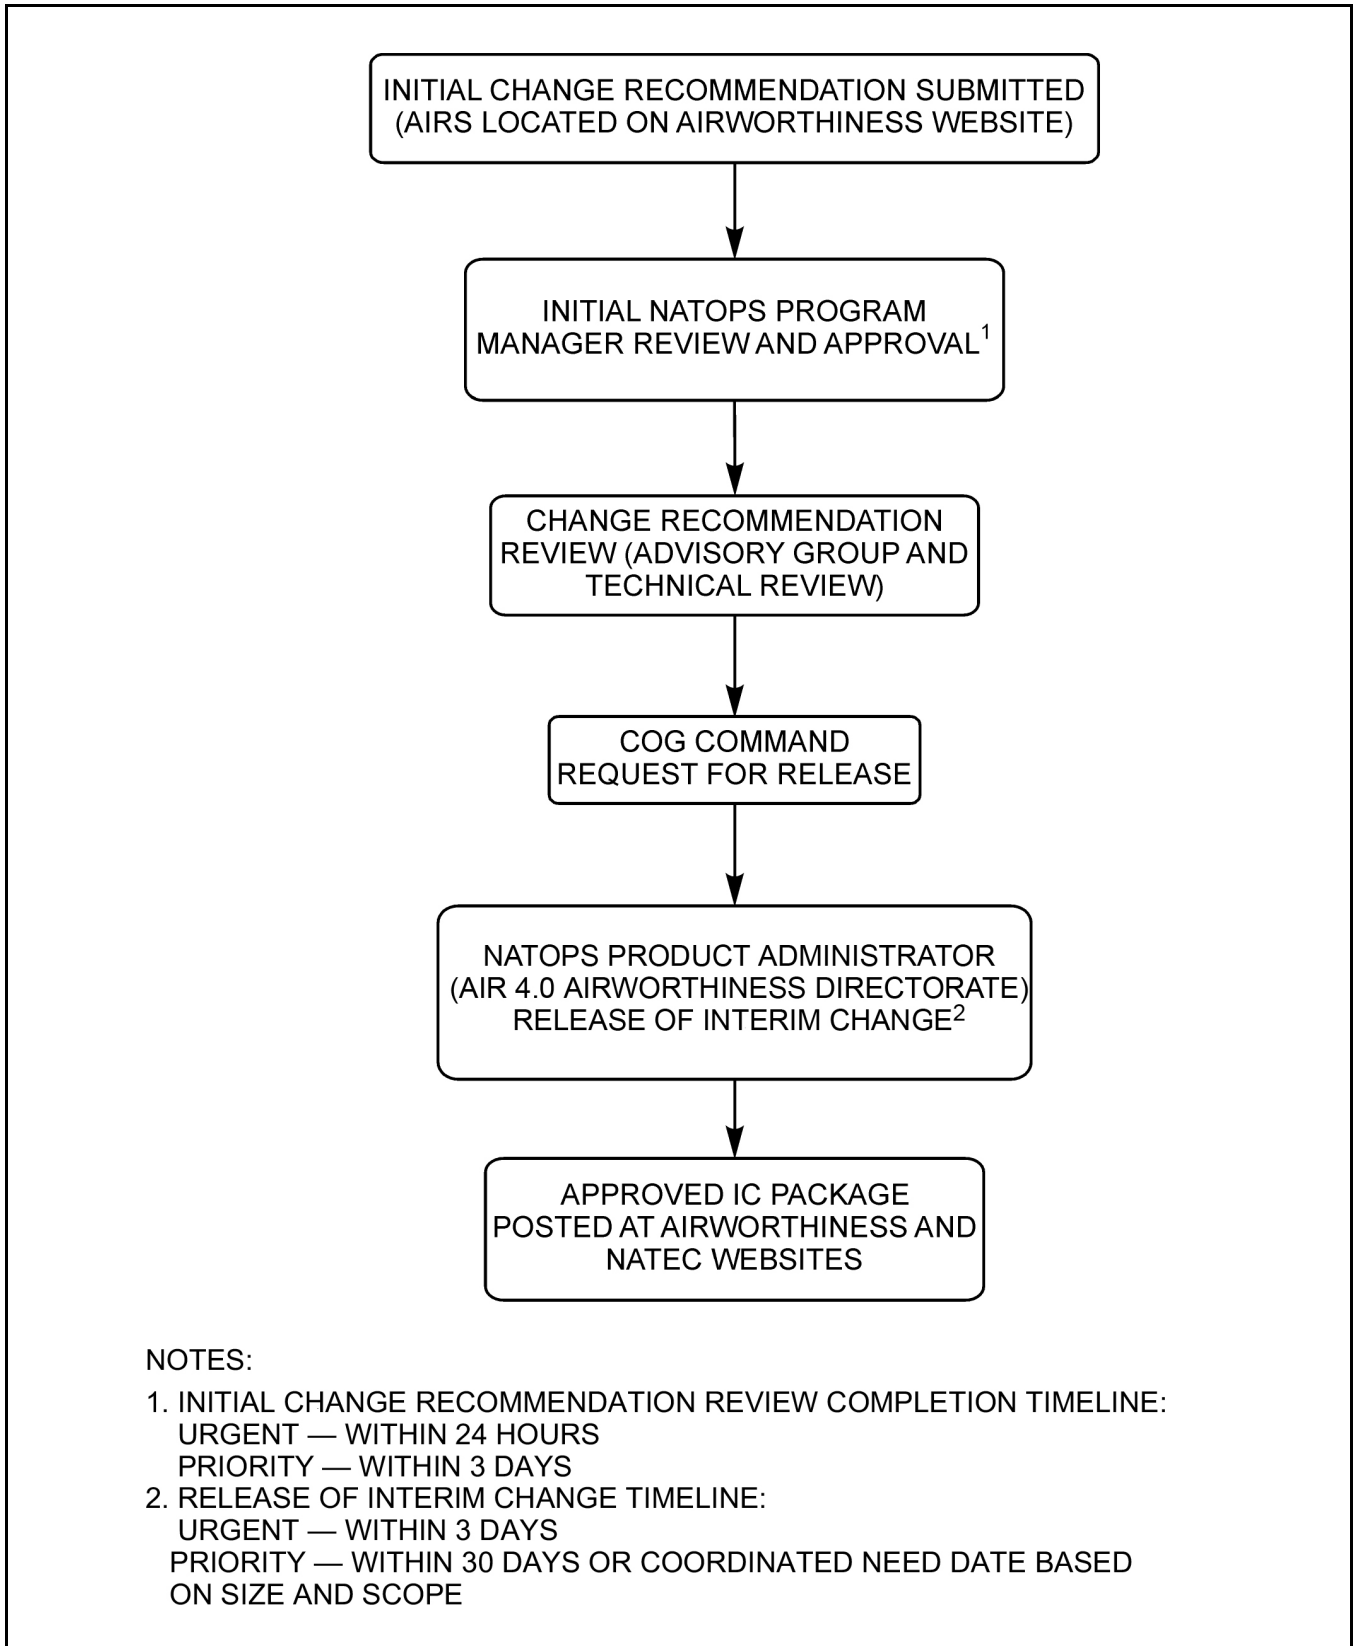 INITIAL CHANGE RECOMMENDATION SUBMITTED
(AIRS LOCATED ON AIRWORTHINESS WEBSITE)
INITIAL NATOPS PROGRAM
MANAGER REVIEW AND APPROVAL1
CHANGE RECOMMENDATION
REVIEW (ADVISORY GROUP AND
TECHNICAL REVIEW)
COG COMMAND
REQUEST FOR RELEASE
NATOPS PRODUCT ADMINISTRATOR
(AIR 4.0 AIRWORTHINESS DIRECTORATE)
RELEASE OF INTERIM CHANGE2
APPROVED IC PACKAGE
POSTED AT AIRWORTHINESS AND
NATEC WEBSITES
NOTES:
1. INITIAL CHANGE RECOMMENDATION REVIEW COMPLETION TIMELINE:
URGENT — WITHIN 24 HOURS
PRIORITY — WITHIN 3 DAYS
2. RELEASE OF INTERIM CHANGE TIMELINE:
URGENT — WITHIN 3 DAYS
PRIORITY — WITHIN 30 DAYS OR COORDINATED NEED DATE BASED
ON SIZE AND SCOPE